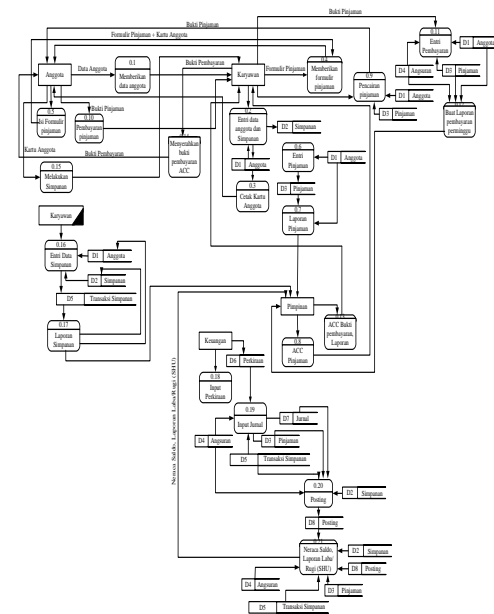 Bukti Pinjaman
Bukti Pinjaman
Formulir Pinjaman + Kartu Anggota
0.11
Entri
Pembayaran
D1 Anggota
Anggota
Data Anggota
0.1
Memberikan
data anggota
Bukti Pembayaran
Karyawan
Formulir Pinjaman
0.4
Memberikan
formulir
pinjaman
0.9
Pencairan
pinjaman
D4 Angsuran
D3 Pinjaman
D1 Anggota
D3 Pinjaman
Buat Laporan
pembayaran
perminggu
0.5
Isi Formulir
pinjaman
Bukti Pinjaman
0.10
Pembayaran
pinjaman
0.2
Entri data
anggota dan
Simpanan
D2 Simpanan
Kartu Anggota
Bukti Pembayaran
Menyerahkan
bukti
pembayaran
ACC
D1 Anggota
0.6
Entri
Pinjaman
D1 Anggota
0.15
Melakukan
Simpanan
0.3
Cetak Kartu
Anggota
D3 Pinjaman
0.7
Laporan
Pinjaman
Karyawan
0.16
Entri Data
Simpanan
D1 Anggota
D2 Simpanan
D5 Transaksi Simpanan
0.17
Laporan
Simpanan
Pimpinan
ACC Bukti
pembayaran,
Laporan
0.8
ACC
Pinjaman
Keuangan
D6 Perkiraan
0.18
Input
Perkiraan
Neraca Saldo, Laporan Laba/Rugi (SHU)
0.19
Input Jurnal
D7 Jurnal
D4 Angsuran
D3 Pinjaman
D5 Transaksi Simpanan
0.20
Posting
D2 Simpanan
D8 Posting
Neraca Saldo,
Laporan Laba/
Rugi (SHU)
D2 Simpanan
D8 Posting
D4 Angsuran
D3 Pinjaman
D5 Transaksi Simpanan